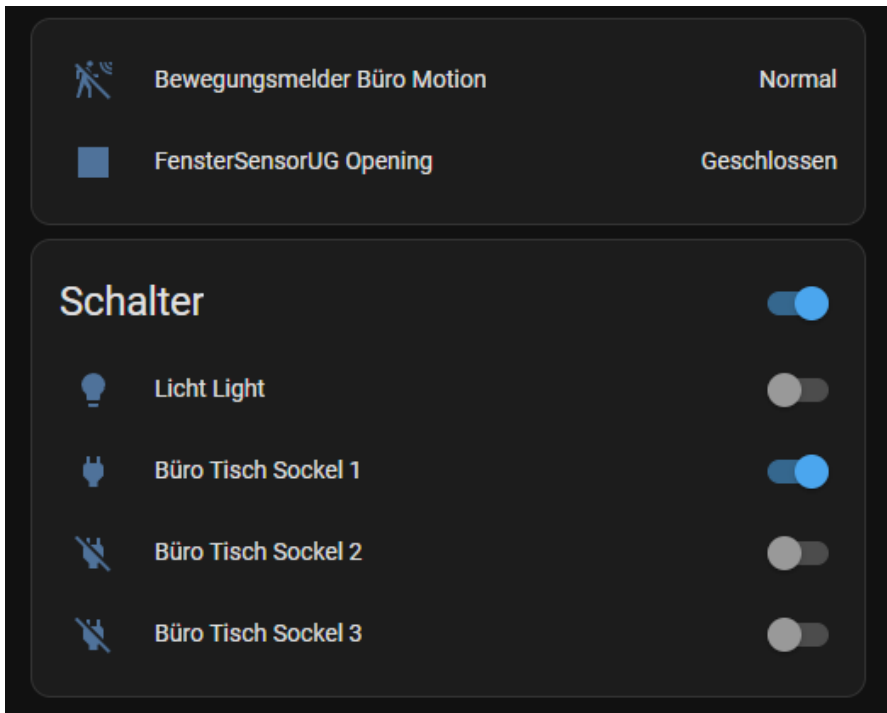 Bewegungsmelder Büro Motion Normal
FensterSensorUG Opening Geschlossen
Schalter
Licht Light
Büro Tisch Sockel 1
Büro Tisch Sockel 2
Büro Tisch Sockel 3